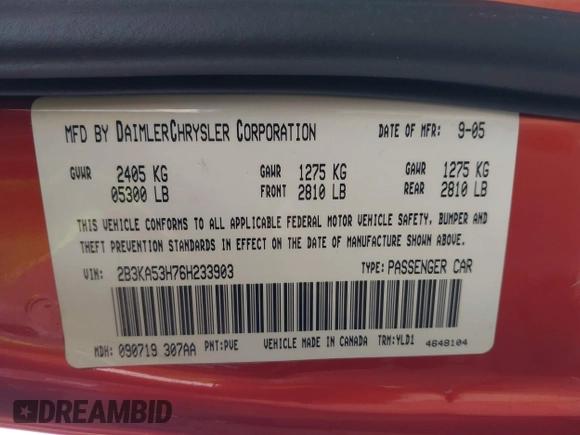 MFD BY DAIMLERCHRYSLER CORPORATION DATE OF MFR: 9-05
GVWR 2405 KG GAWR 1275 KG GAWR 1275 KG
05300 LB FRONT 2810 LB REAR 2810 LB
THIS VEHICLE CONFORMS TO ALL APPLICABLE FEDERAL MOTOR VEHICLE SAFETY, BUMPER AND
THEFT PREVENTION STANDARDS IN EFFECT ON THE DATE OF MANUFACTURE SHOWN ABOVE.
VIN: 2B3KA53H76H233903 TYPE: PASSENGER CAR
MDH: 090719 307AA PNT: PVE VEHICLE MADE IN CANADA TRM: YLD1 4648104
DREAMBID